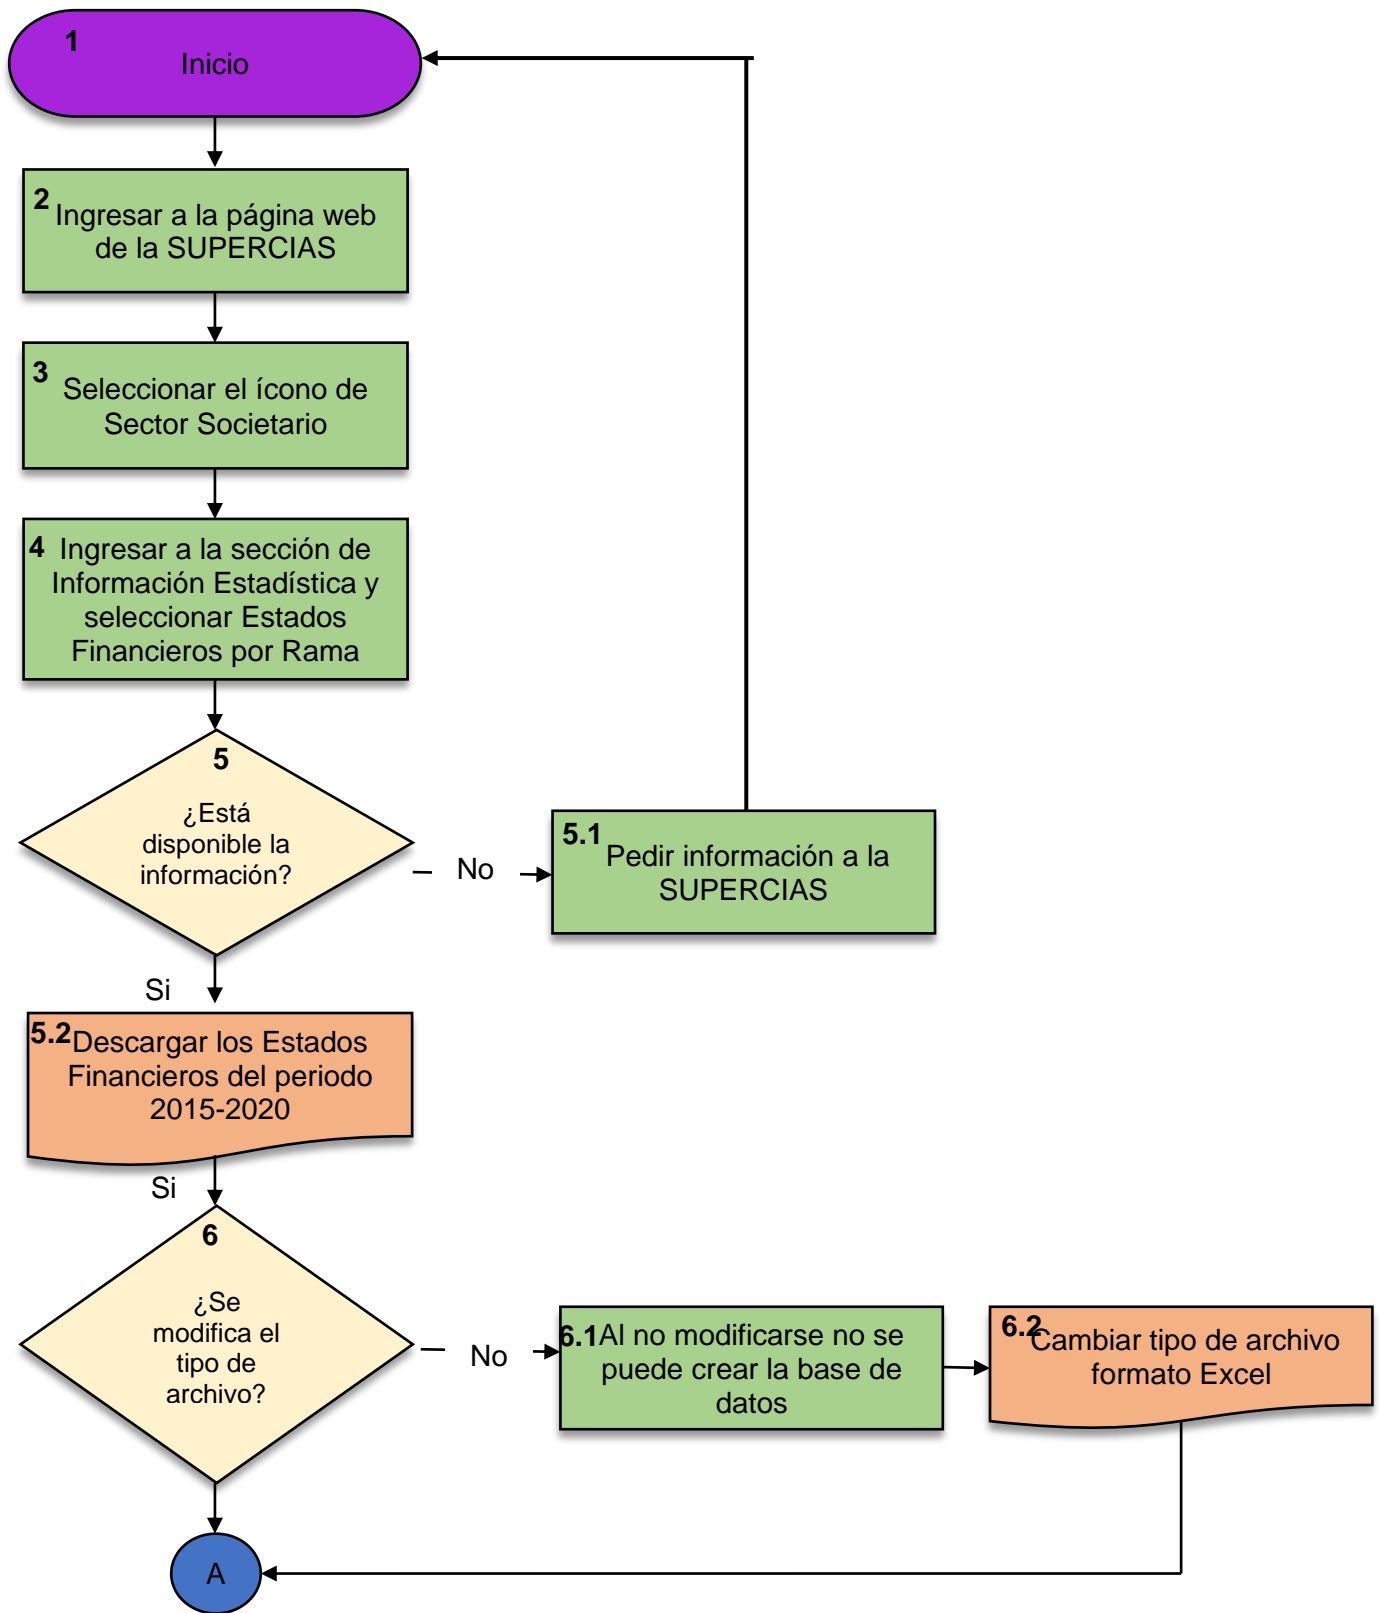 1
Inicio
2
Ingresar a la página web
de la SUPERCIAS
3
Seleccionar el ícono de
Sector Societario
4 Ingresar a la sección de
Información Estadística y
seleccionar Estados
Financieros por Rama
5
¿Está
disponible la
información?
No
5.1
Pedir información a la
SUPERCIAS
Si
5.2 Descargar los Estados
Financieros del periodo
2015-2020
Si
6
¿Se
modifica el
tipo de
archivo?
No
6.1 Al no modificarse no se
puede crear la base de
datos
6.2
Cambiar tipo de archivo
formato Excel
A